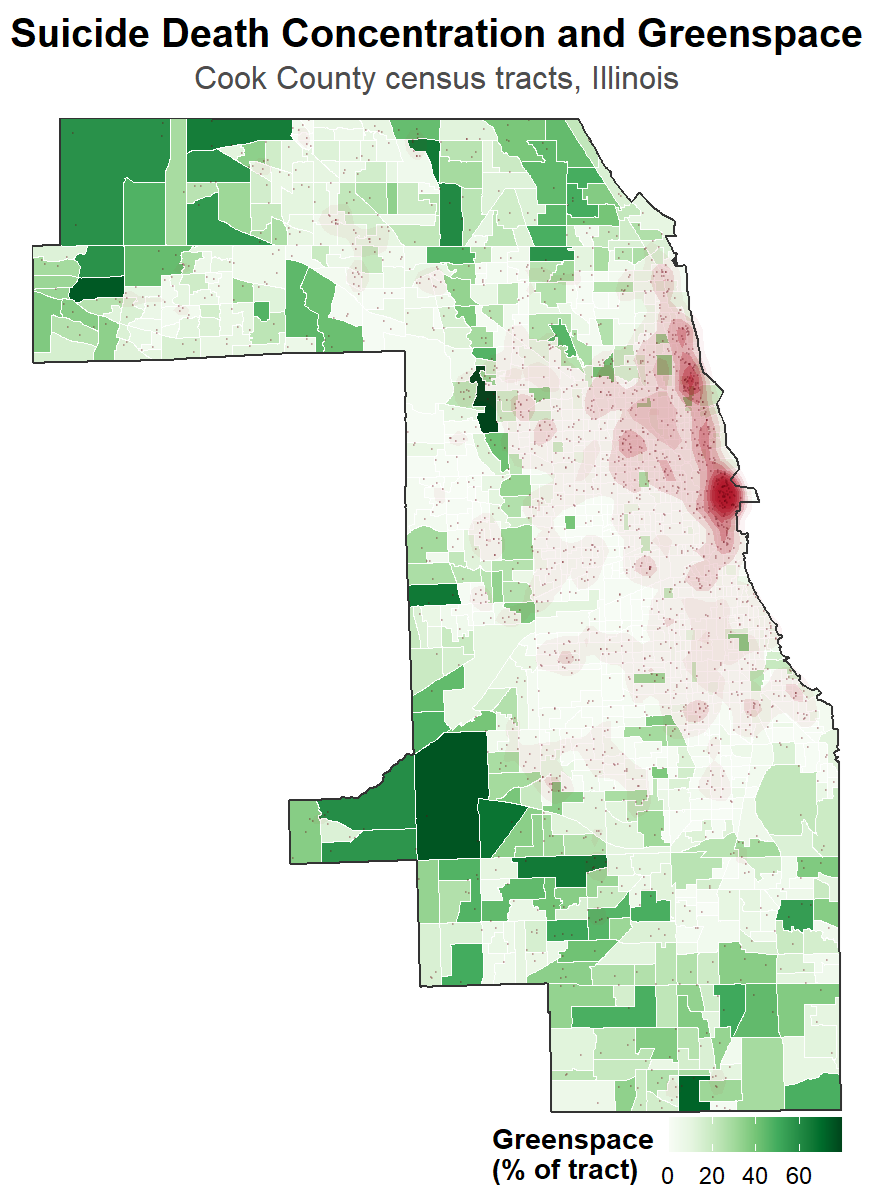 Suicide Death Concentration and Greenspace
Cook County census tracts, Illinois
Greenspace
(% of tract)
0 20 40 60